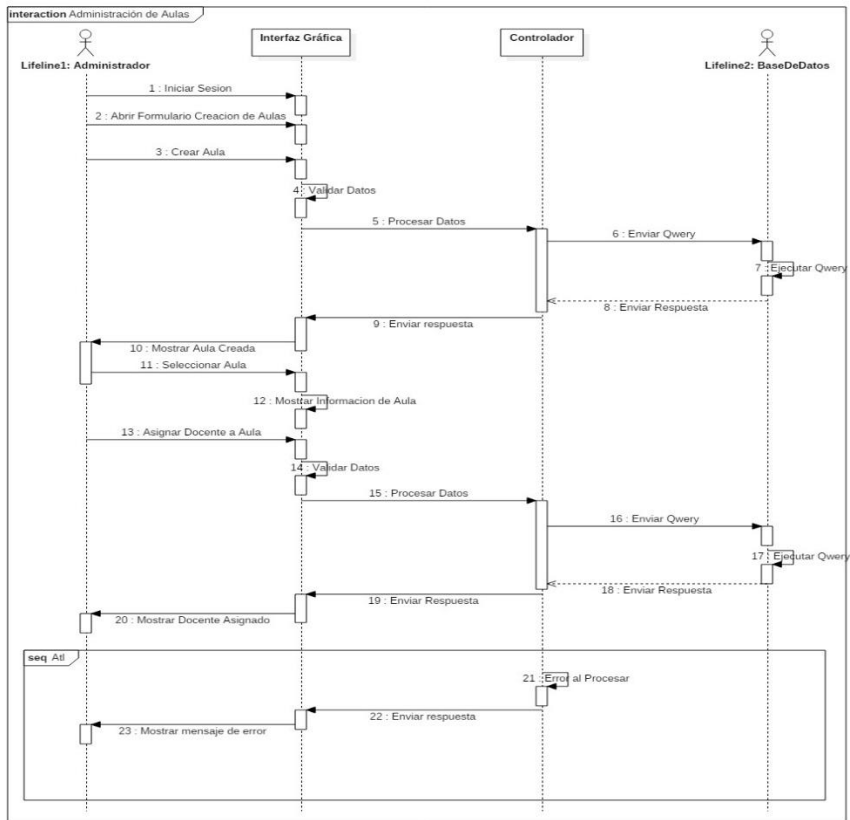 interaction Administración de Aulas
Lifeline1: Administrador
Interfaz Gráfica
Controlador
Lifeline2: BaseDeDatos
1 : Iniciar Sesion
2 : Abrir Formulario Creacion de Aulas
3 : Crear Aula
4 : Validar Datos
5 : Procesar Datos
6 : Enviar Qwery
7 : Ejecutar Qwery
8 : Enviar Respuesta
9 : Enviar respuesta
10 : Mostrar Aula Creada
11 : Seleccionar Aula
12 : Mostrar Informacion de Aula
13 : Asignar Docente a Aula
14 : Validar Datos
15 : Procesar Datos
16 : Enviar Qwery
17 : Ejecutar Qwery
18 : Enviar Respuesta
19 : Enviar Respuesta
20 : Mostrar Docente Asignado
seq Atl
21 : Error al Procesar
22 : Enviar respuesta
23 : Mostrar mensaje de error